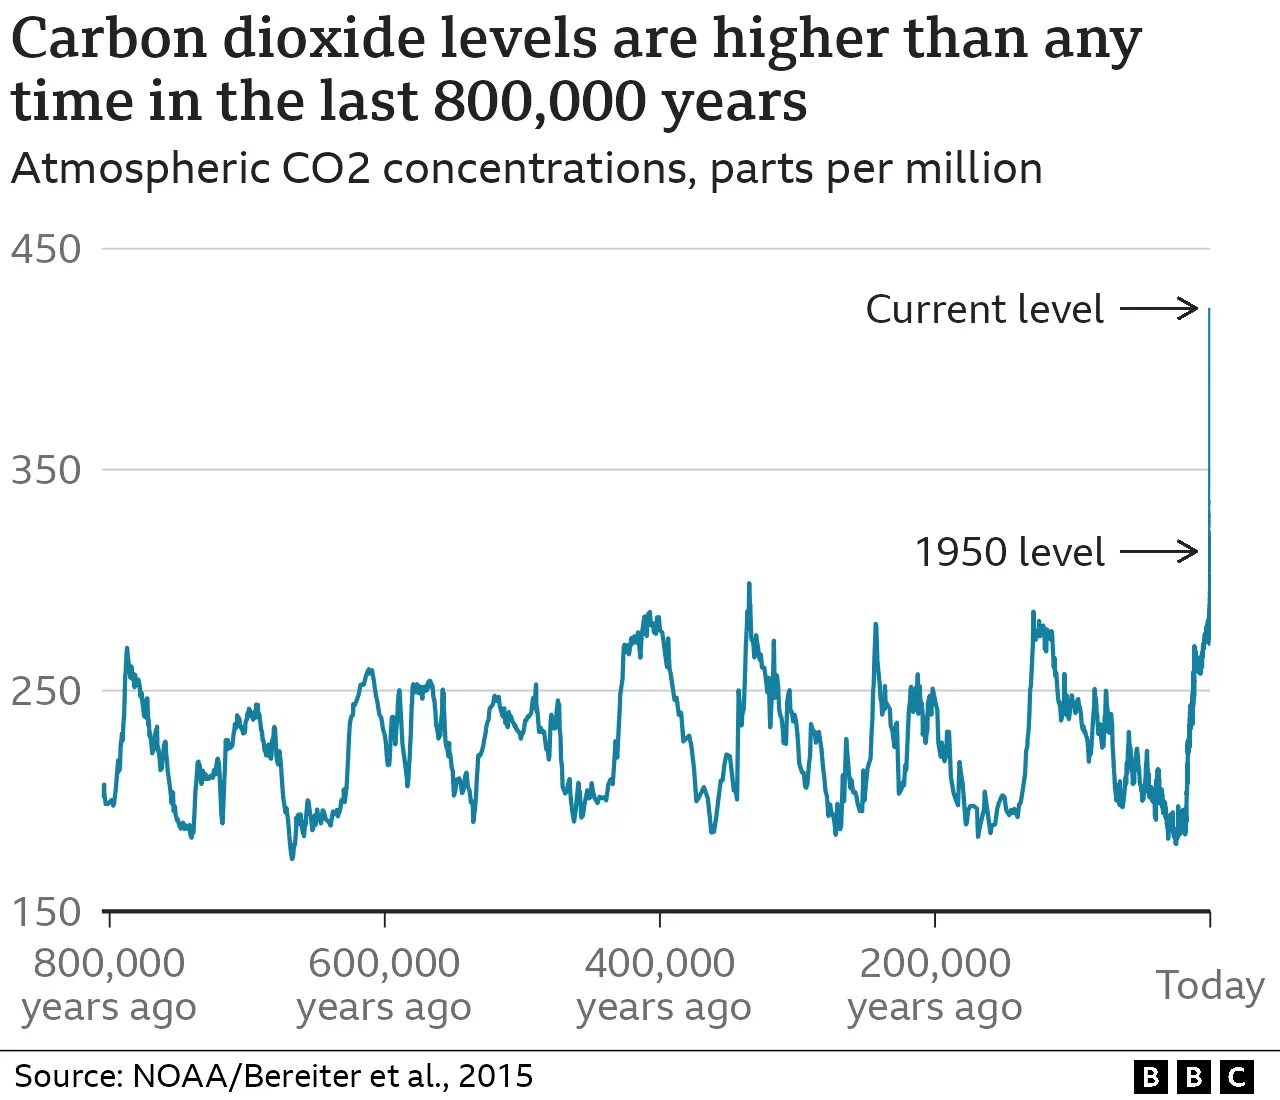 Carbon dioxide levels are higher than any
time in the last 800,000 years
Atmospheric CO2 concentrations, parts per million
450
Current level
350
1950 level
250
150
800,000
years ago
600,000
years ago
400,000
years ago
200,000
years ago
Today
Source: NOAA/Bereiter et al., 2015
BBC